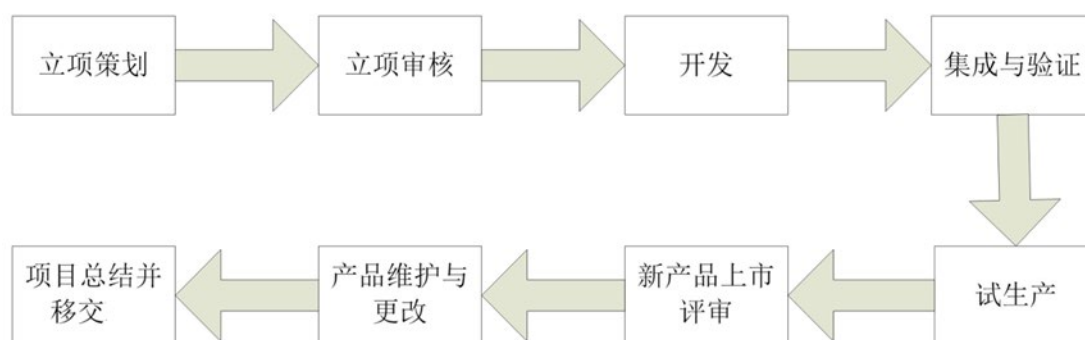 立项策划
立项审核
开发
集成与验证
试生产
新产品上市
评审
产品维护与
更改
项目总结并
移交